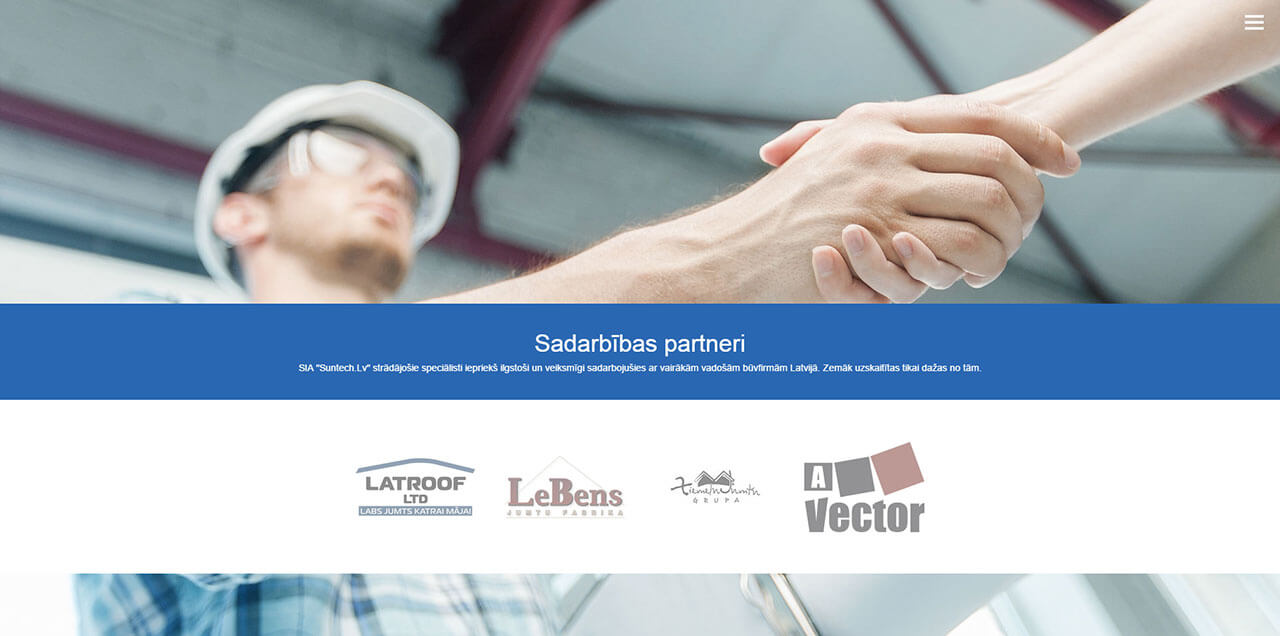 Sadarbības partneri
SIA "Suntech.Lv" strādājošie speciālisti iepriekš ilgstoši un veiksmīgi sadarbojušies ar vairākām vadošām būvfirmām Latvijā. Zemāk uzskaitītas tikai dažas no tām.
LATROOF
LTD
LABS JUMTS KATRAI MĀJAI
LeBens
JUMTU FABRIKA
GRUPA
A
Vector